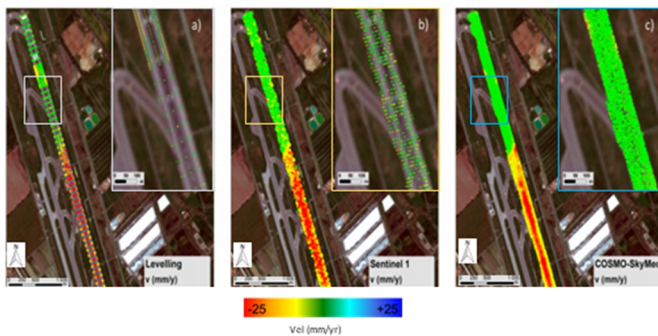 a)
b)
c)
Levelling
v (mm/y)
Sentinel 1
v (mm/y)
COSMO-SkyMed
v (mm/y)
-25
+25
Vel (mm/yr)